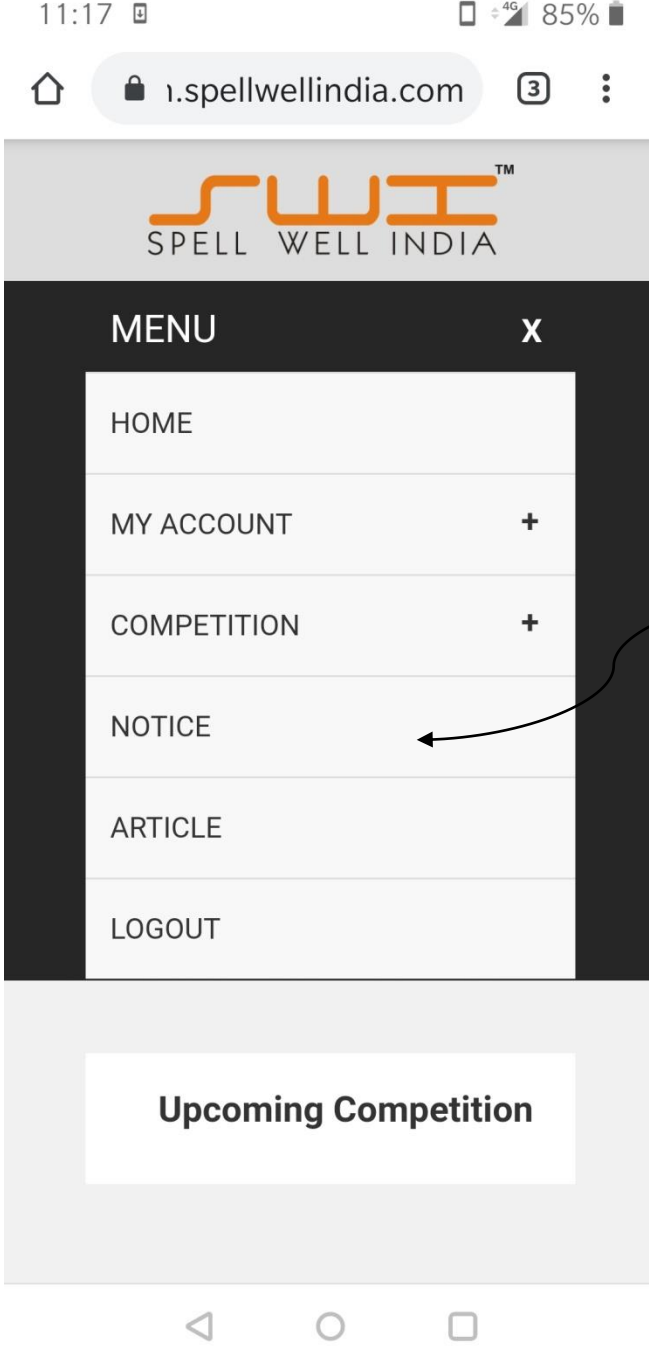 11:17 4G 85%
ı.spellwellindia.com 3
SWI TM
SPELL WELL INDIA
MENU X
HOME
MY ACCOUNT +
COMPETITION +
NOTICE
ARTICLE
LOGOUT
Upcoming Competition